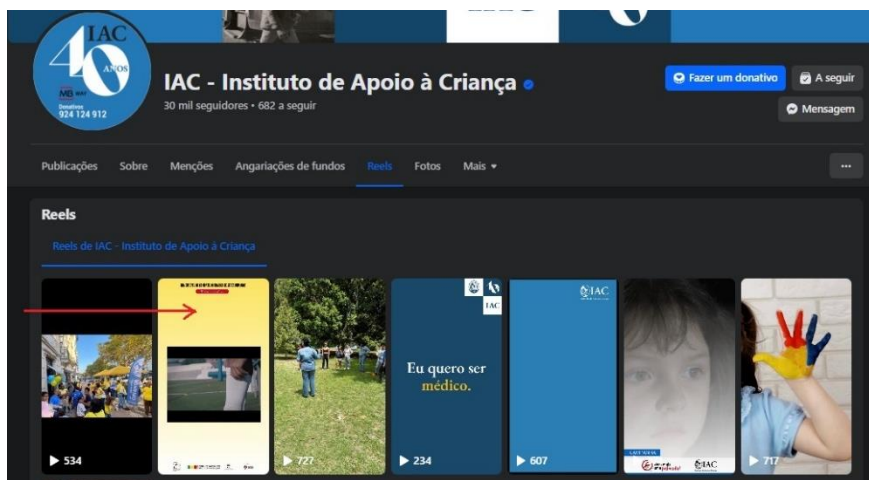 IAC
40
ANOS
MB WAY
Donativos
924 124 912
IAC - Instituto de Apoio à Criança
30 mil seguidores • 682 a seguir
Fazer um donativo
A seguir
Mensagem
Publicações Sobre Menções Angariações de fundos Reels Fotos Mais
Reels
Reels de IAC - Instituto de Apoio à Criança
IAC
Eu quero ser
médico.
IAC
IAC
534
727
234
607
717